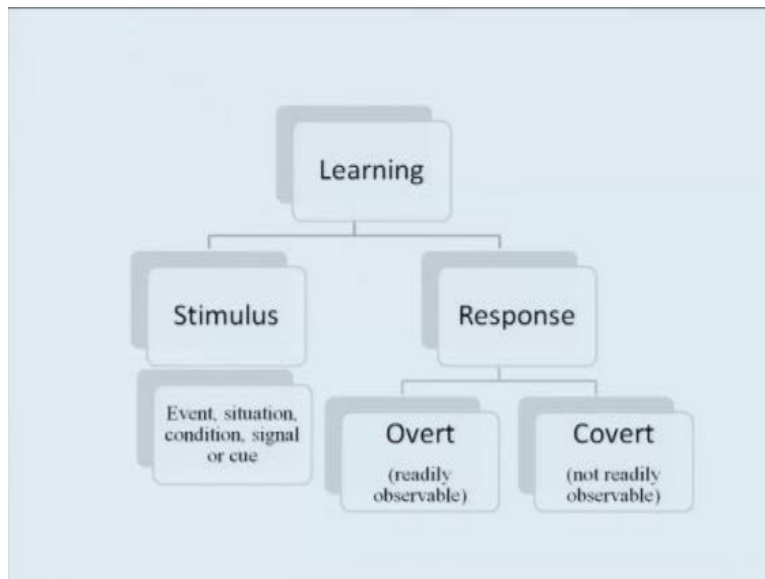 Learning
Stimulus
Response
Event, situation,
condition, signal
or cue
Overt
(readily
observable)
Covert
(not readily
observable)